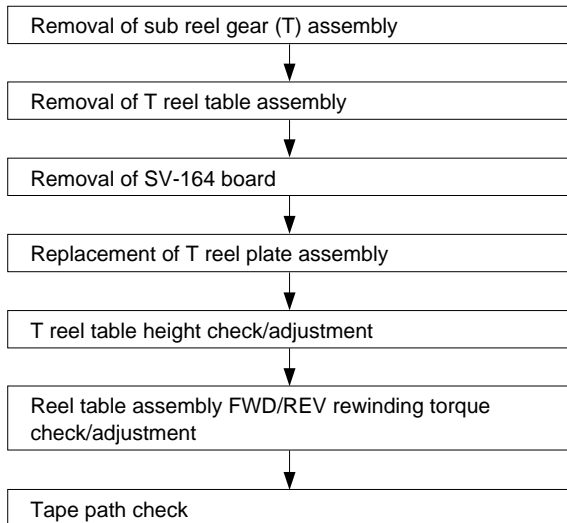 Removal of sub reel gear (T) assembly
Removal of T reel table assembly
Removal of SV-164 board
Replacement of T reel plate assembly
T reel table height check/adjustment
Reel table assembly FWD/REV rewinding torque
check/adjustment
Tape path check